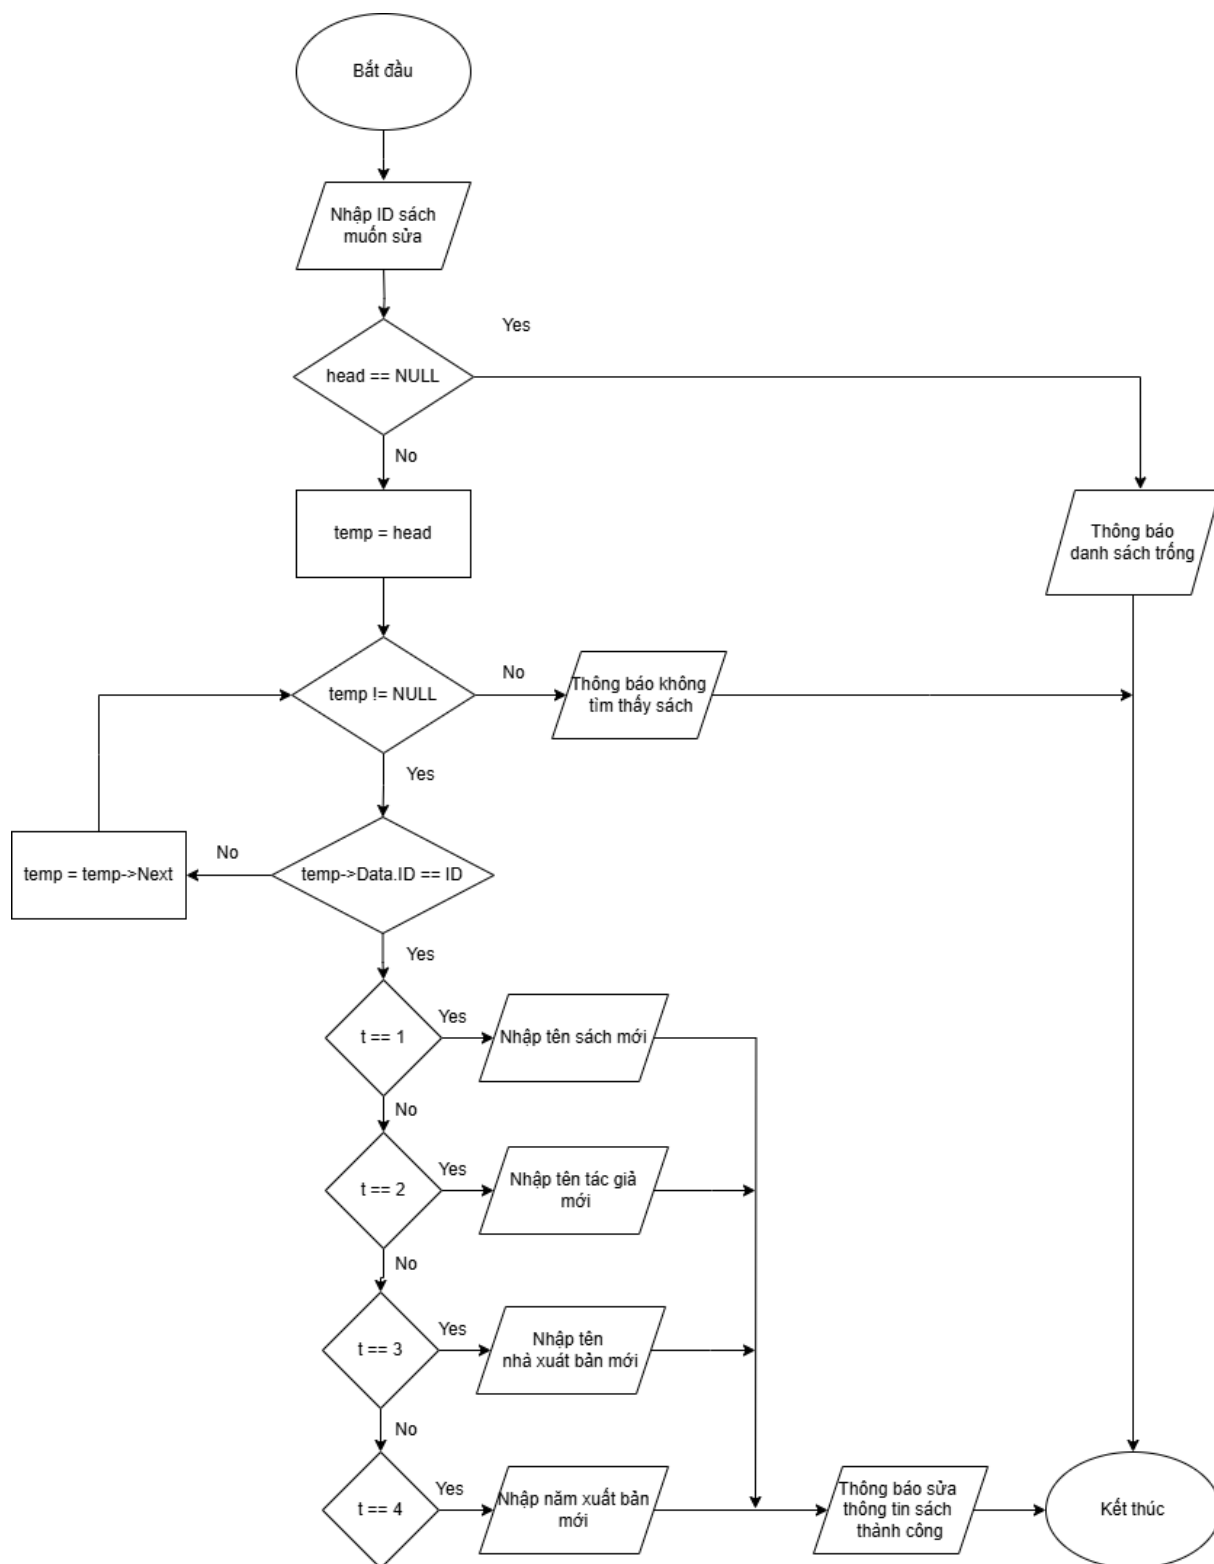 Bắt đầu
Nhập ID sách
muốn sửa
Yes
head == NULL
No
temp = head
Thông báo
danh sách trống
temp != NULL
No
Thông báo không
tìm thấy sách
Yes
No
temp = temp->Next
temp->Data.ID == ID
Yes
t == 1
Yes
Nhập tên sách mới
No
t == 2
Yes
Nhập tên tác giả
mới
No
t == 3
Yes
Nhập tên
nhà xuát bản mới
No
t == 4
Yes
Nhập năm xuất bản
mới
Thông báo sửa
thông tin sách
thành công
Kết thúc